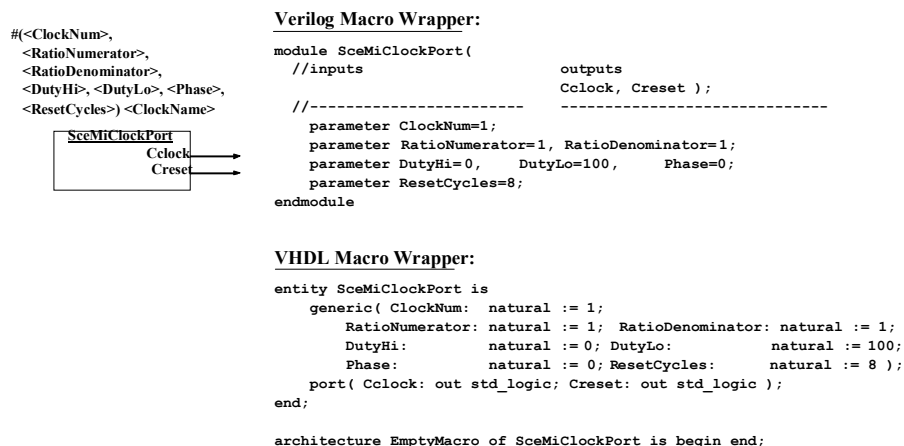 #(<ClockNum>,
<RatioNumerator>,
<RatioDenominator>,
<DutyHi>, <DutyLo>, <Phase>,
<ResetCycles>) <ClockName>
SceMiClockPort
Cclock
Creset
Verilog Macro Wrapper:
module SceMiClockPort(
//inputs outputs
Cclock, Creset );
//------------------------ ------------------------------
parameter ClockNum=1;
parameter RatioNumerator=1, RatioDenominator=1;
parameter DutyHi=0, DutyLo=100, Phase=0;
parameter ResetCycles=8;
endmodule
VHDL Macro Wrapper:
entity SceMiClockPort is
generic( ClockNum: natural := 1;
RatioNumerator: natural := 1; RatioDenominator: natural := 1;
DutyHi: natural := 0; DutyLo: natural := 100;
Phase: natural := 0; ResetCycles: natural := 8 );
port( Cclock: out std_logic; Creset: out std_logic );
end;
architecture EmptyMacro of SceMiClockPort is begin end;